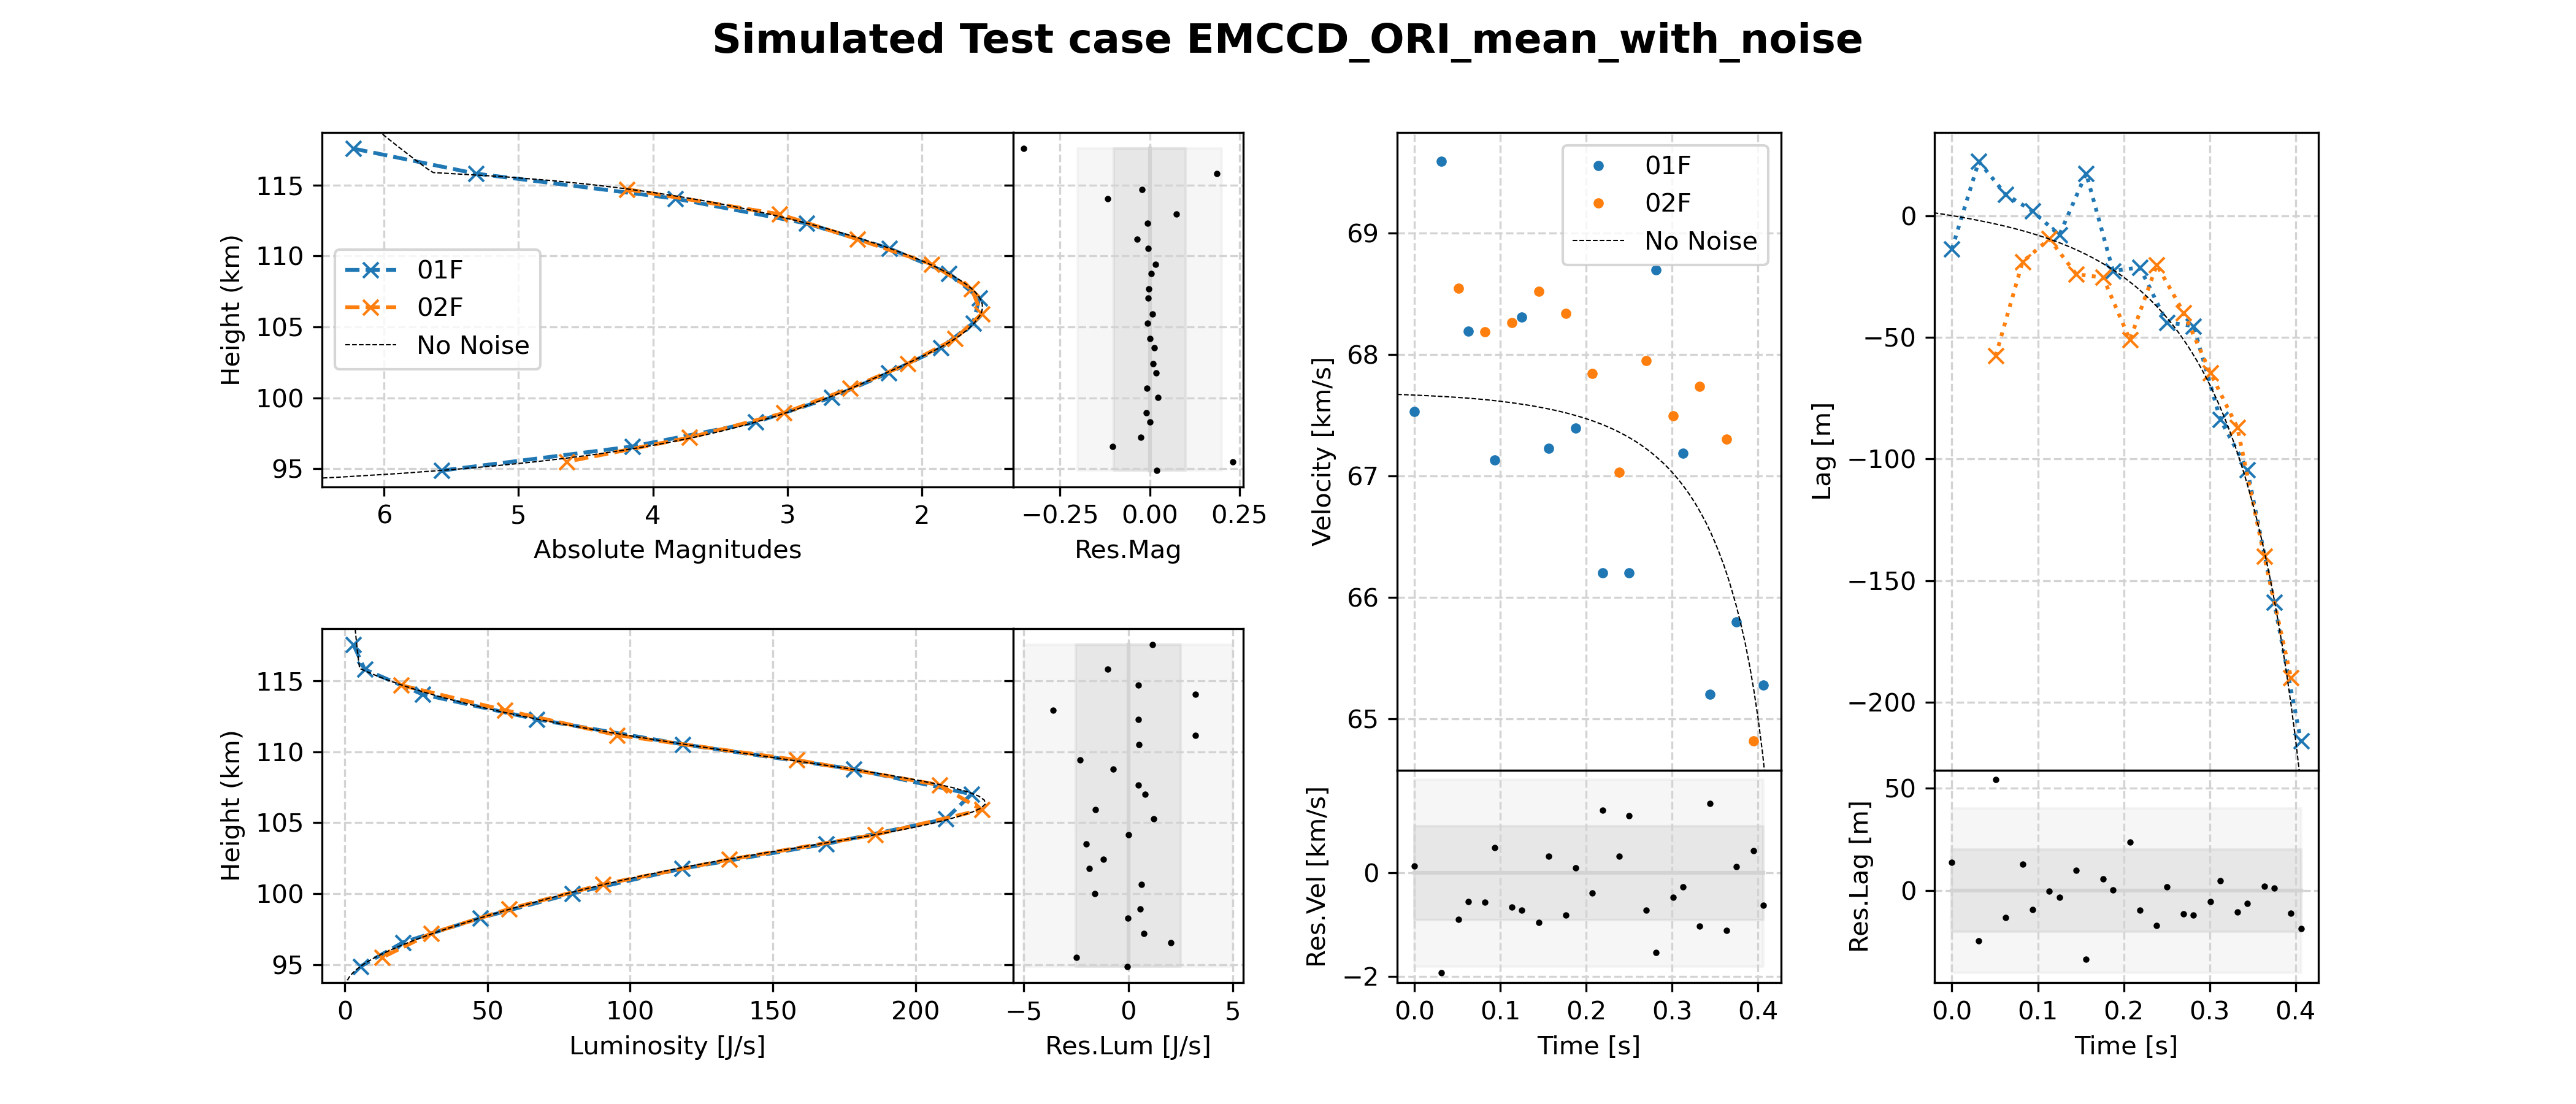 Simulated Test case EMCCD_ORI_mean_with_noise
Height (km)
115
110
105
100
95
01F
02F
No Noise
6 5 4 3 2
Absolute Magnitudes
−0.25 0.00 0.25
Res.Mag
Height (km)
115
110
105
100
95
0 50 100 150 200
Luminosity [J/s]
−5 0 5
Res.Lum [J/s]
Velocity [km/s]
69
68
67
66
65
01F
02F
No Noise
Res.Vel [km/s]
0
−2
0.0 0.1 0.2 0.3 0.4
Time [s]
Lag [m]
0
−50
−100
−150
−200
Res.Lag [m]
50
0
0.0 0.1 0.2 0.3 0.4
Time [s]